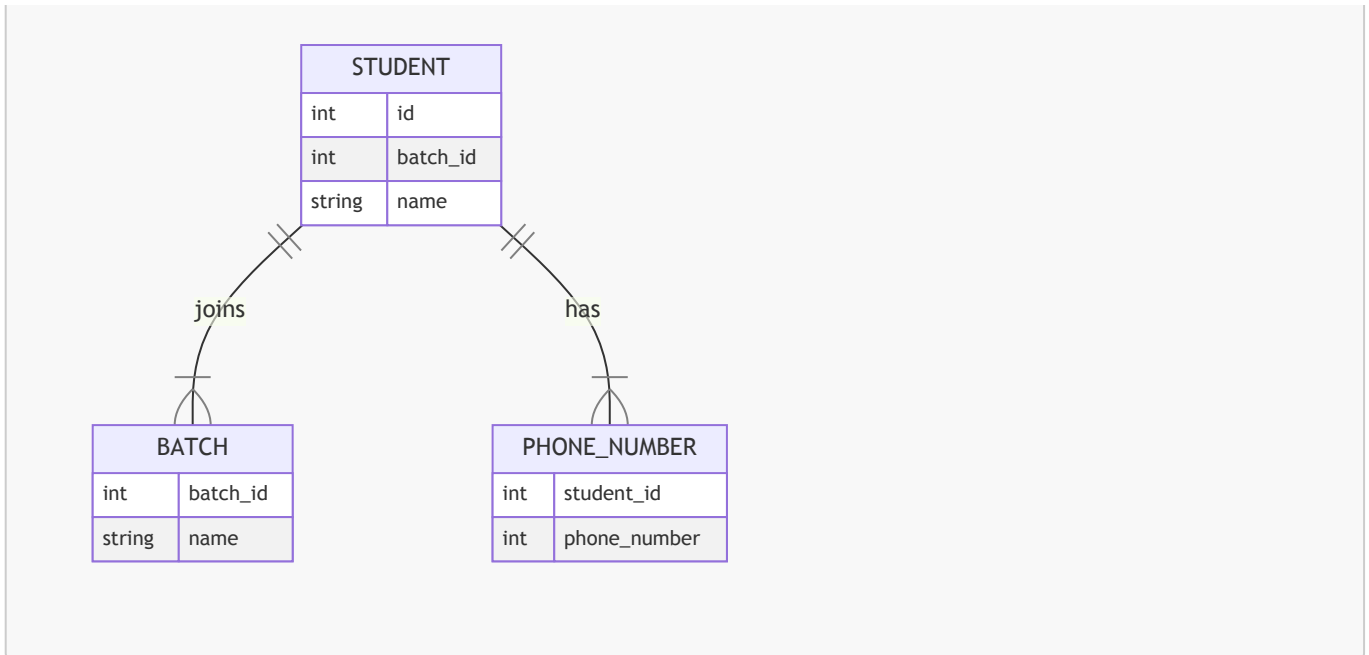 STUDENT
int id
int batch_id
string name
joins
has
BATCH
int batch_id
string name
PHONE_NUMBER
int student_id
int phone_number